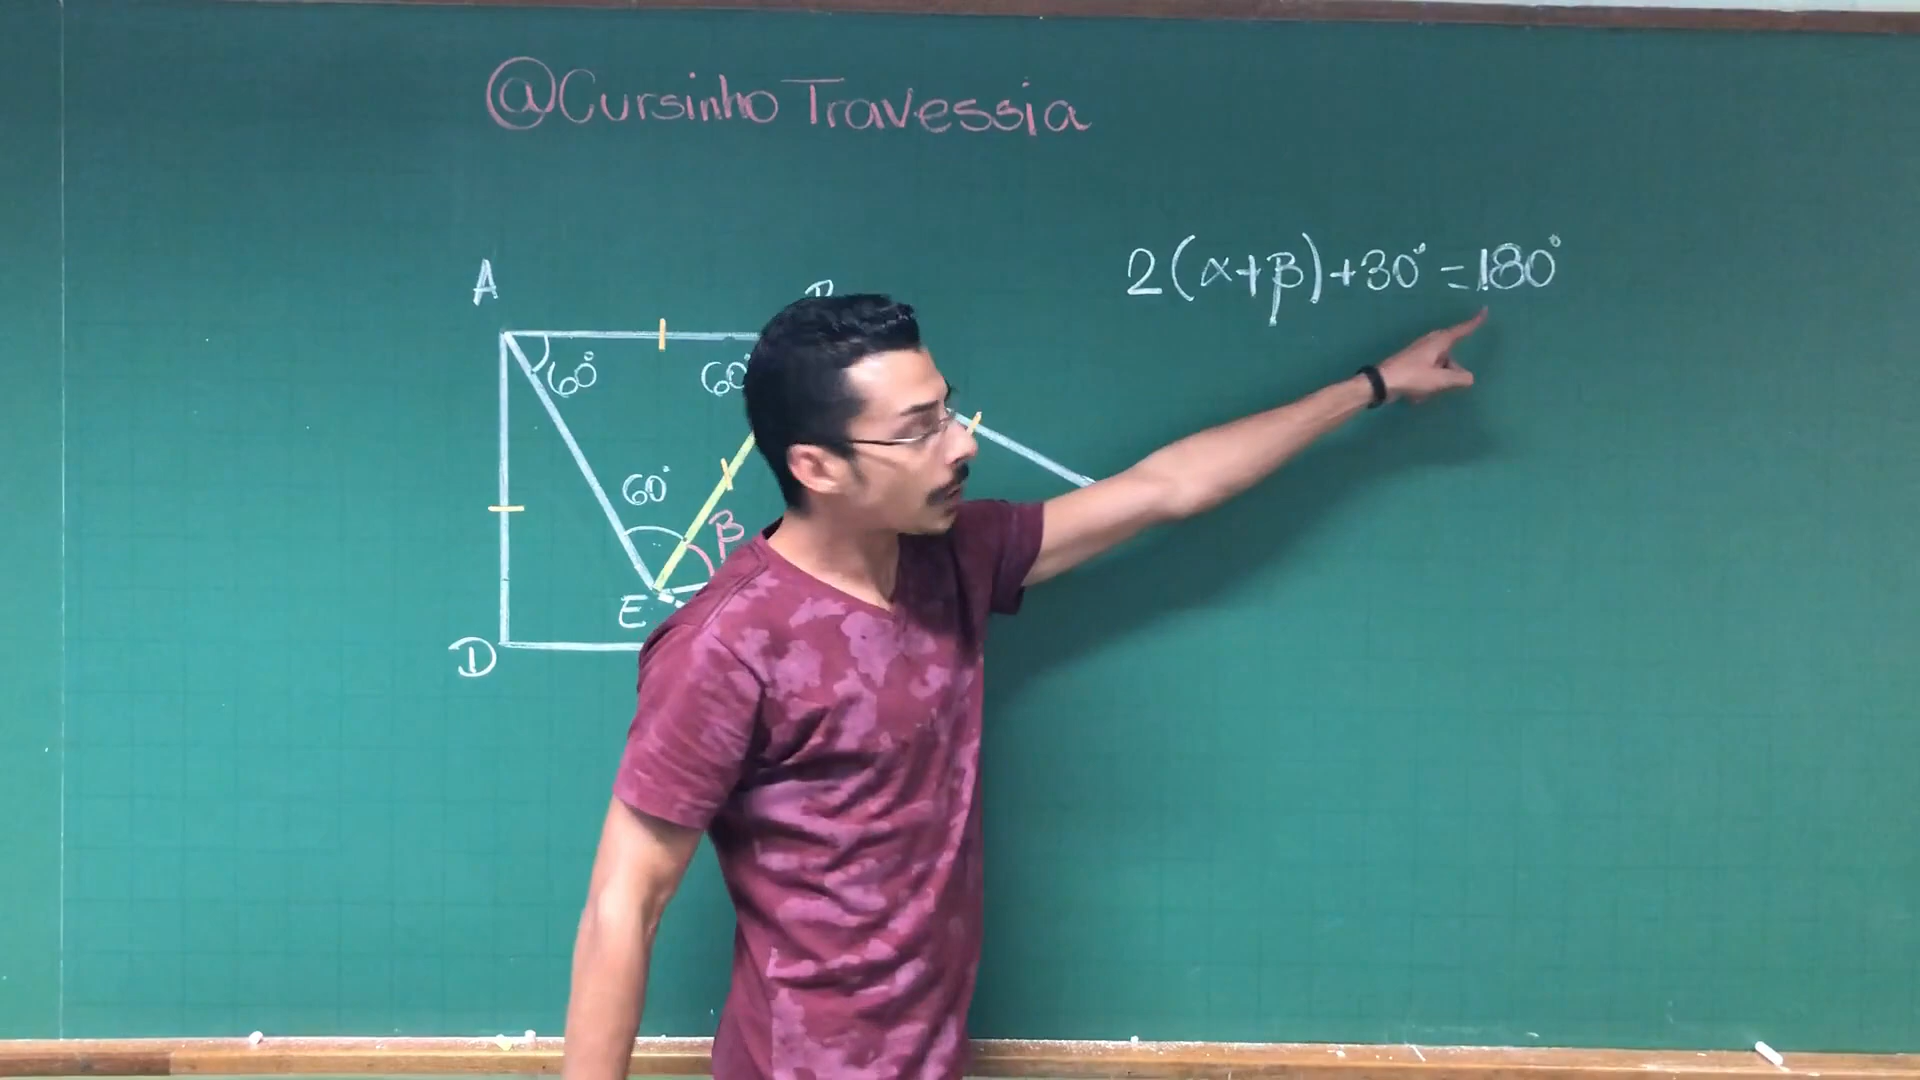 @Cursinho Travessia
2(α+β)+30°=180°
A
60°
60°
60°
β
E
D